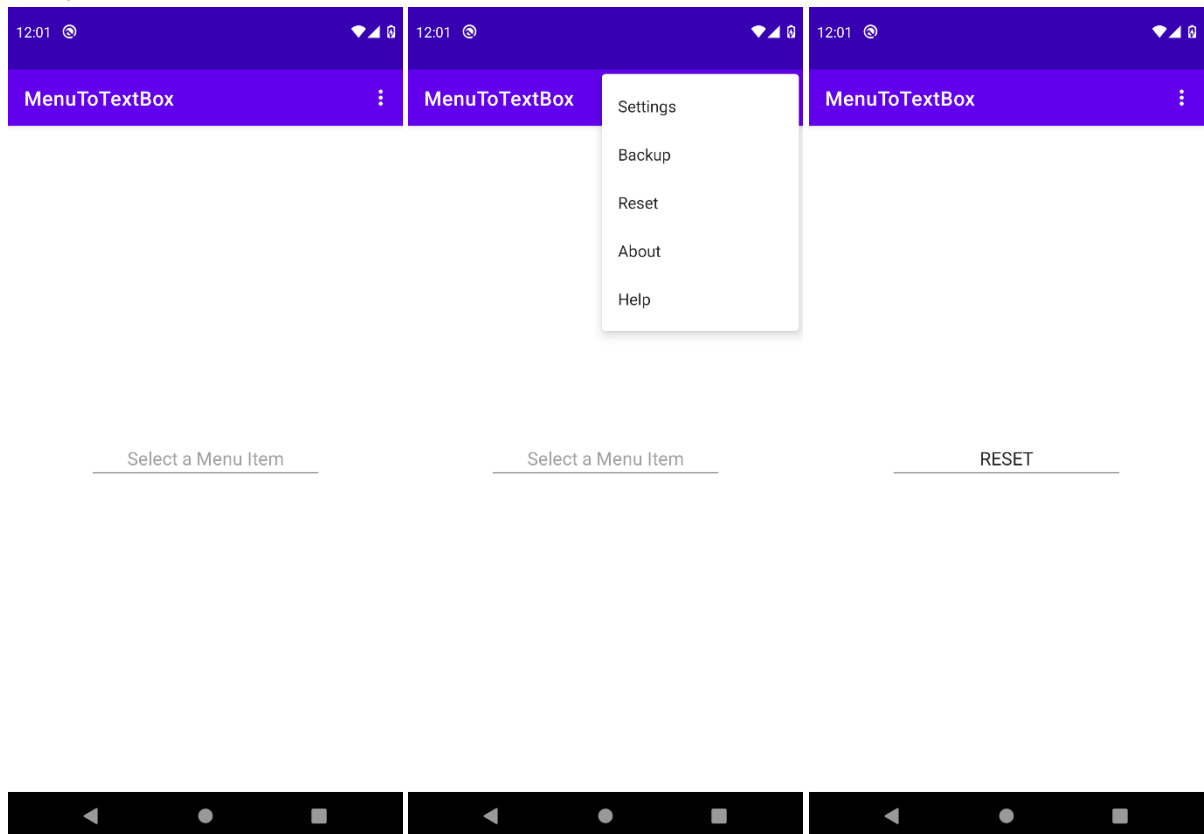 12:01
MenuToTextBox
Select a Menu Item
12:01
MenuToTextBox
Settings
Backup
Reset
About
Help
Select a Menu Item
12:01
MenuToTextBox
RESET